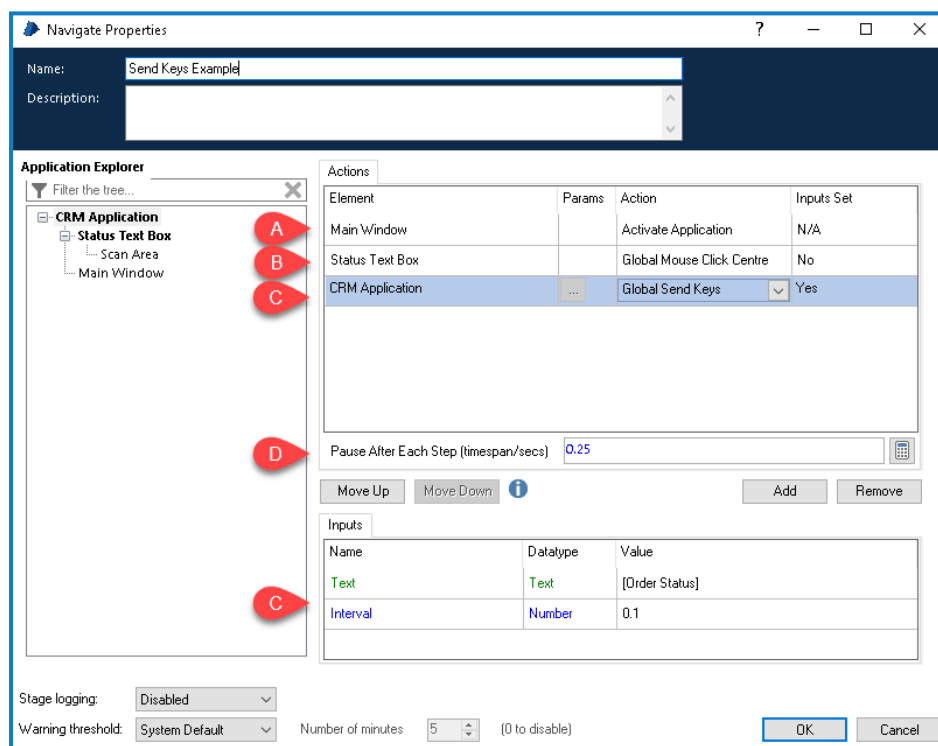 Navigate Properties ?
Name: Send Keys Example
Description:
Application Explorer
Filter the tree...
CRM Application
Status Text Box
Scan Area
Main Window
Actions
Element Params Action Inputs Set
A Main Window Activate Application N/A
B Status Text Box Global Mouse Click Centre No
C CRM Application ... Global Send Keys Yes
D Pause After Each Step (timespan/secs) 0.25
Move Up Move Down i Add Remove
Inputs
Name Datatype Value
Text Text [Order Status]
C Interval Number 0.1
Stage logging: Disabled
Warning threshold: System Default Number of minutes 5 (0 to disable) OK Cancel